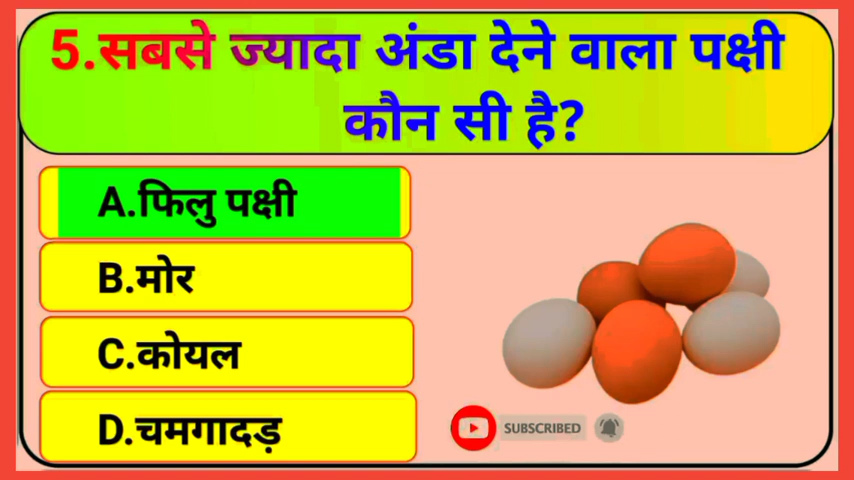 5.सबसे ज्यादा अंडा देने वाला पक्षी
कौन सी है?
A.फिलु पक्षी
B.मोर
C.कोयल
D.चमगादड़
SUBSCRIBED